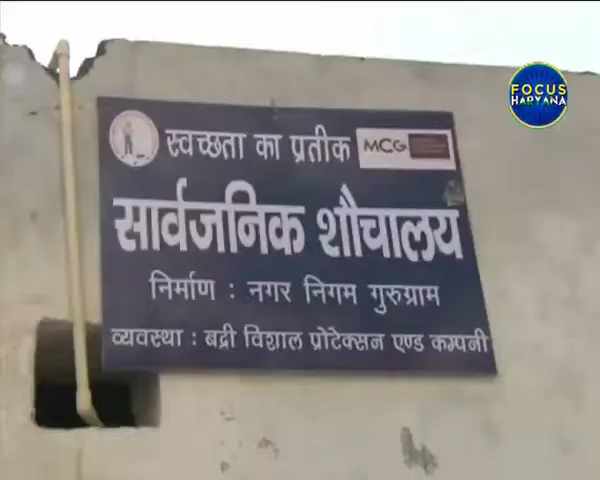 FOCUS
HARYANA
स्वच्छता का प्रतीक MCG
सार्वजनिक शौचालय
निर्माण : नगर निगम गुरुग्राम
व्यवस्था : बद्री विशाल प्रोटेक्सन एण्ड कम्पनी